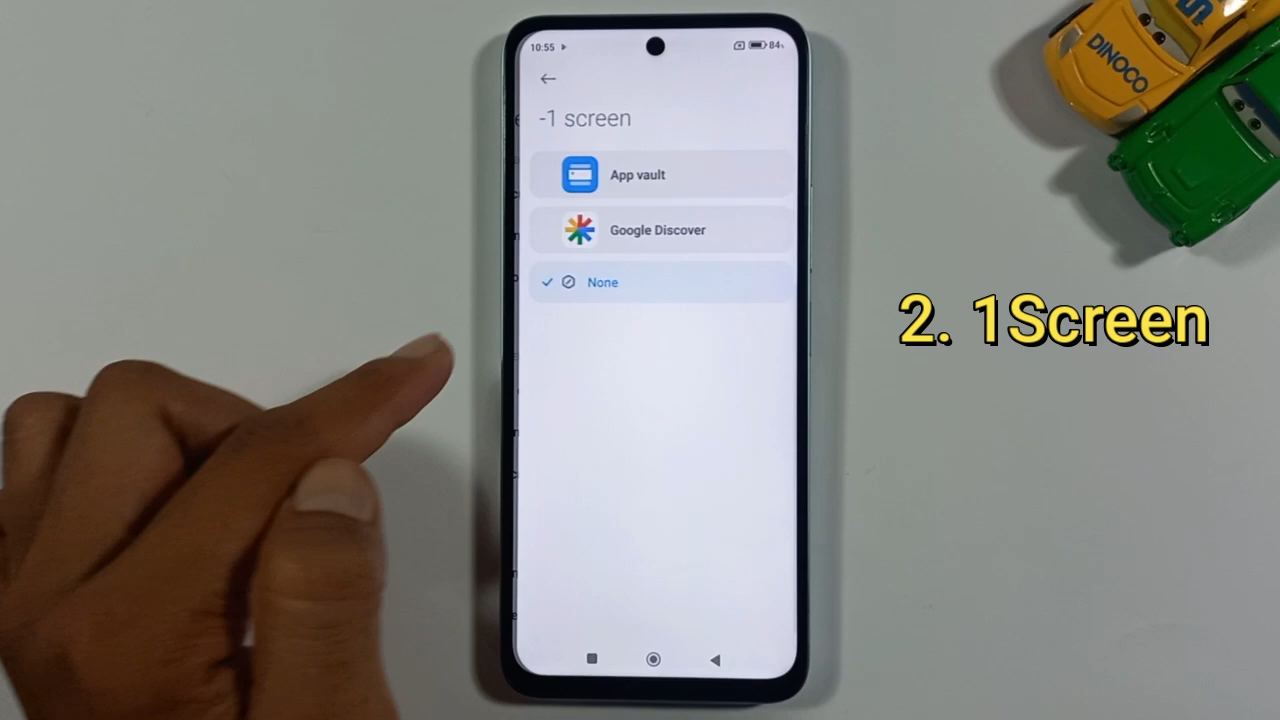 10:55
84
-1 screen
App vault
Google Discover
None
2. 1Screen
DINOCO